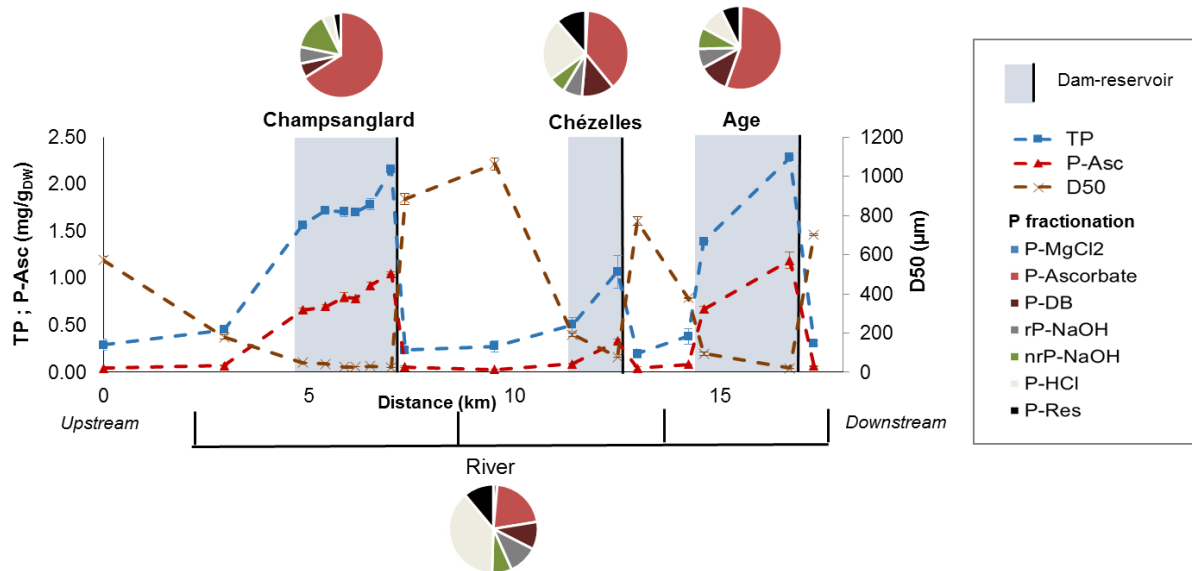 Champsanglard
Chézelles
Age
2.50
2.00
1.50
1.00
0.50
0.00
TP ; P-Asc (mg/gDW)
1200
1000
800
600
400
200
0
D50 (µm)
0
5
10
15
Distance (km)
Upstream
Downstream
River
Dam-reservoir
TP
P-Asc
D50
P fractionation
P-MgCl2
P-Ascorbate
P-DB
rP-NaOH
nrP-NaOH
P-HCl
P-Res